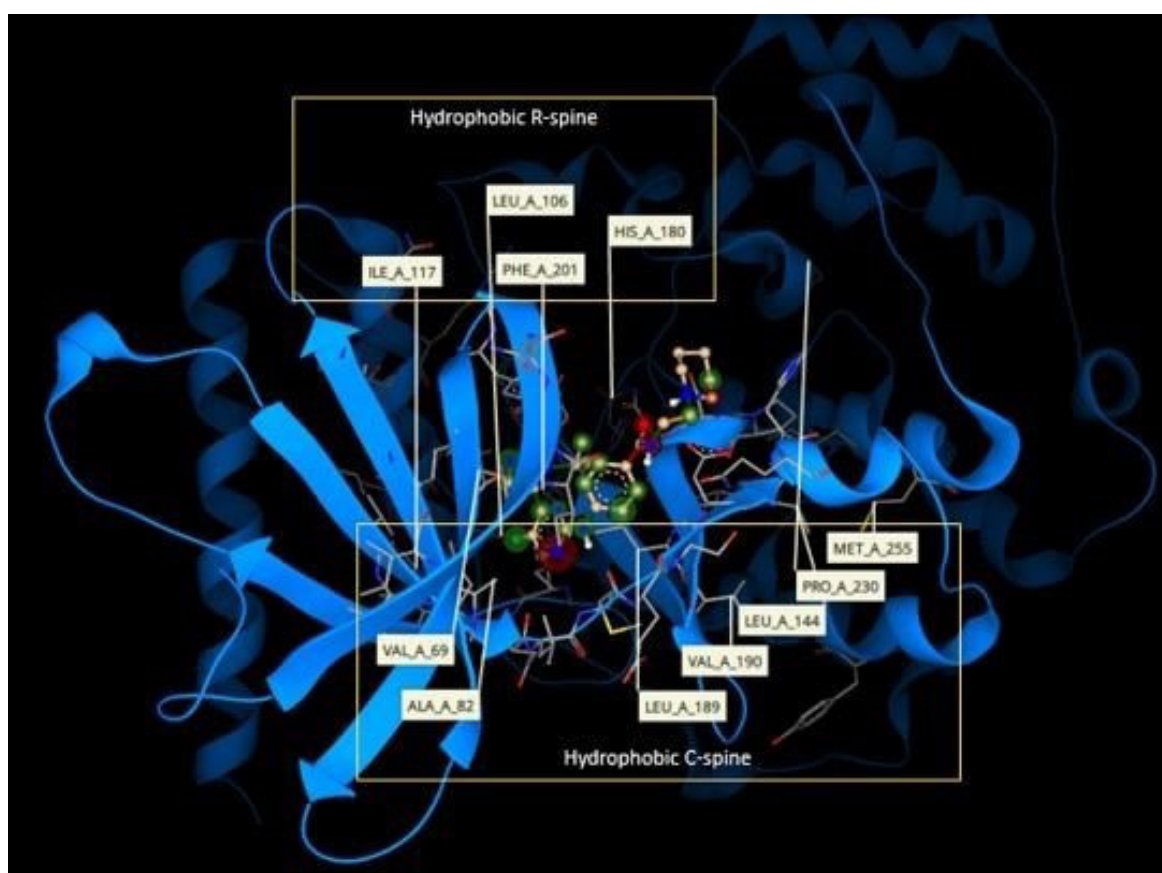 Hydrophobic R-spine
LEU_A_106
HIS_A_180
ILE_A_117
PHE_A_201
MET_A_255
PRO_A_230
LEU_A_144
VAL_A_69
VAL_A_190
ALA_A_82
LEU_A_189
Hydrophobic C-spine